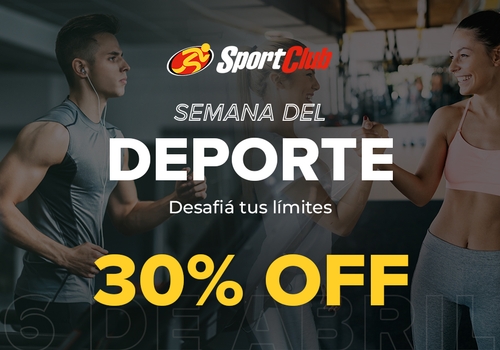 SportClub
SEMANA DEL
DEPORTE
Desafiá tus límites
30% OFF
6 DE ABRIL